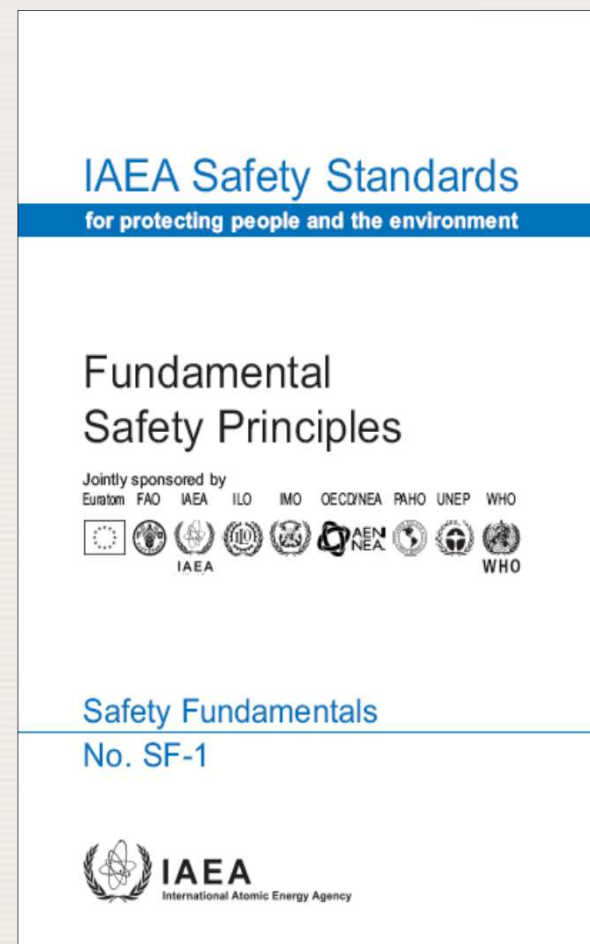 IAEA Safety Standards
for protecting people and the environment
Fundamental
Safety Principles
Jointly sponsored by
Euratom FAO IAEA ILO IMO OECD/NEA PAHO UNEP WHO
ILO AEN
NEA
IAEA WHO
Safety Fundamentals
No. SF-1
IAEA
International Atomic Energy Agency